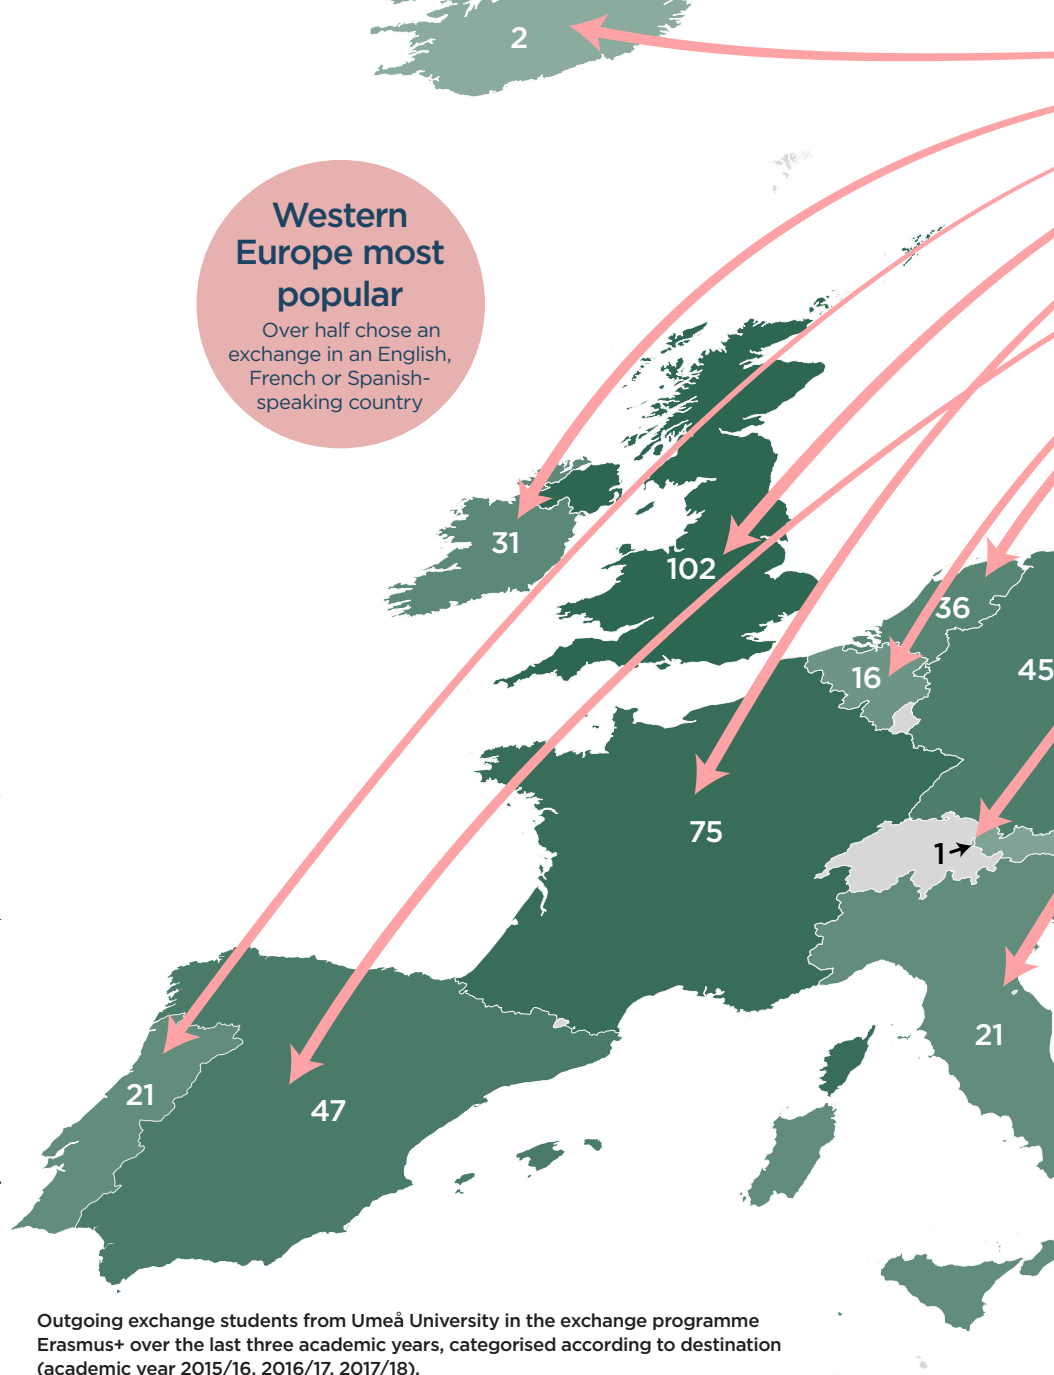 2
Western
Europe most
popular
Over half chose an
exchange in an English,
French or Spanish-
speaking country
31
102
36
16
45
75
1
21
21
47
Outgoing exchange students from Umeå University in the exchange programme
Erasmus+ over the last three academic years, categorised according to destination
(academic year 2015/16, 2016/17, 2017/18).